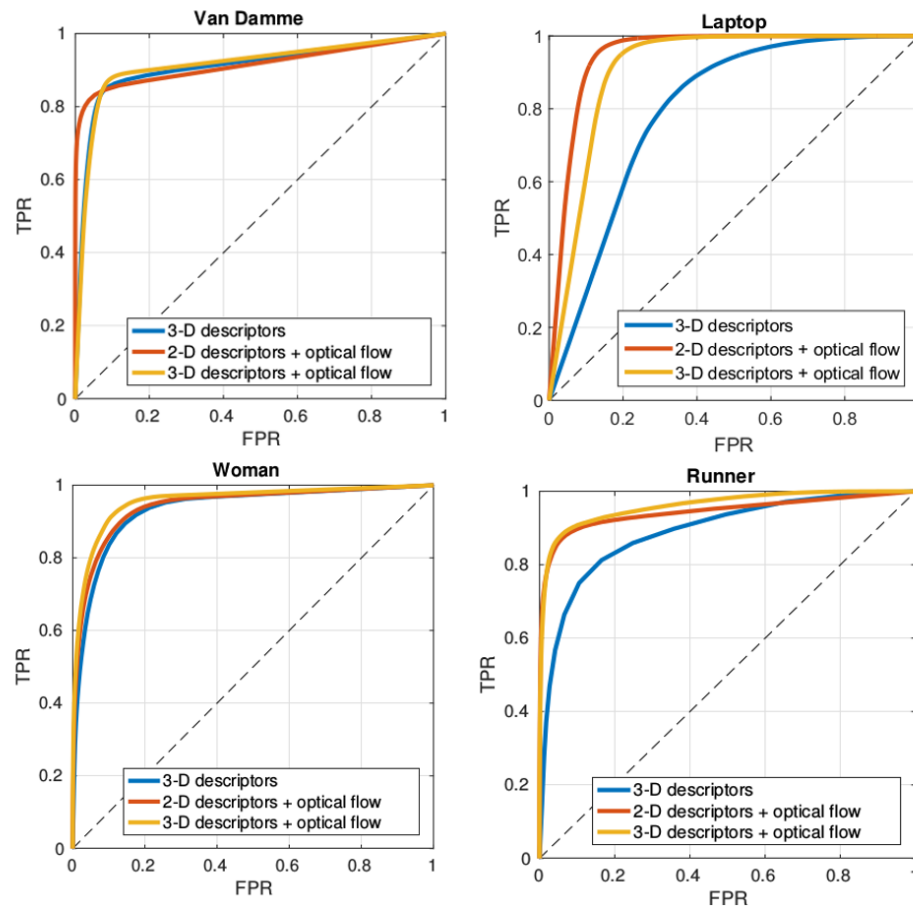 Van Damme
1
0.8
0.6
0.4
0.2
0
TPR
3-D descriptors
2-D descriptors + optical flow
3-D descriptors + optical flow
0 0.2 0.4 0.6 0.8 1
FPR
Laptop
1
0.8
0.6
0.4
0.2
0
TPR
3-D descriptors
2-D descriptors + optical flow
3-D descriptors + optical flow
0 0.2 0.4 0.6 0.8
FPR
Woman
1
0.8
0.6
0.4
0.2
0
TPR
3-D descriptors
2-D descriptors + optical flow
3-D descriptors + optical flow
0 0.2 0.4 0.6 0.8 1
FPR
Runner
1
0.8
0.6
0.4
0.2
0
TPR
3-D descriptors
2-D descriptors + optical flow
3-D descriptors + optical flow
0 0.2 0.4 0.6 0.8
FPR